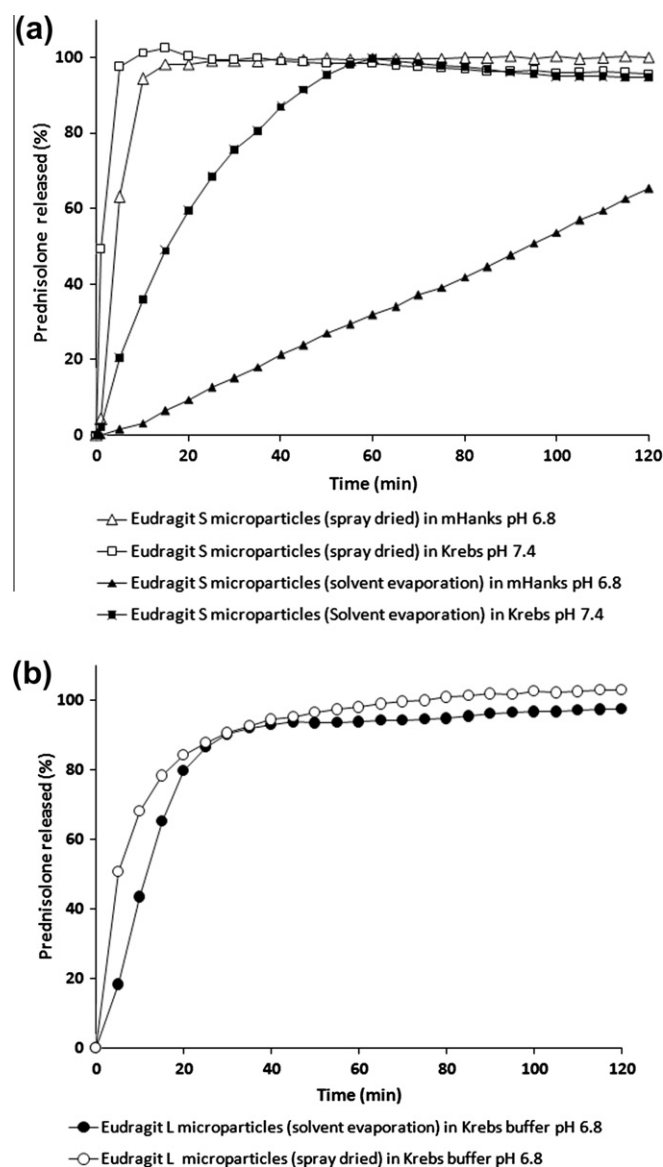 (a)
100
80
60
40
20
0
Prednisolone released (%)
0 20 40 60 80 100 120
Time (min)
Eudragit S microparticles (spray dried) in mHanks pH 6.8
Eudragit S microparticles (spray dried) in Krebs pH 7.4
Eudragit S microparticles (solvent evaporation) in mHanks pH 6.8
Eudragit S microparticles (Solvent evaporation) in Krebs pH 7.4
(b)
100
80
60
40
20
0
Prednisolone released (%)
0 20 40 60 80 100 120
Time (min)
Eudragit L microparticles (solvent evaporation) in Krebs buffer pH 6.8
Eudragit L microparticles (spray dried) in Krebs buffer pH 6.8